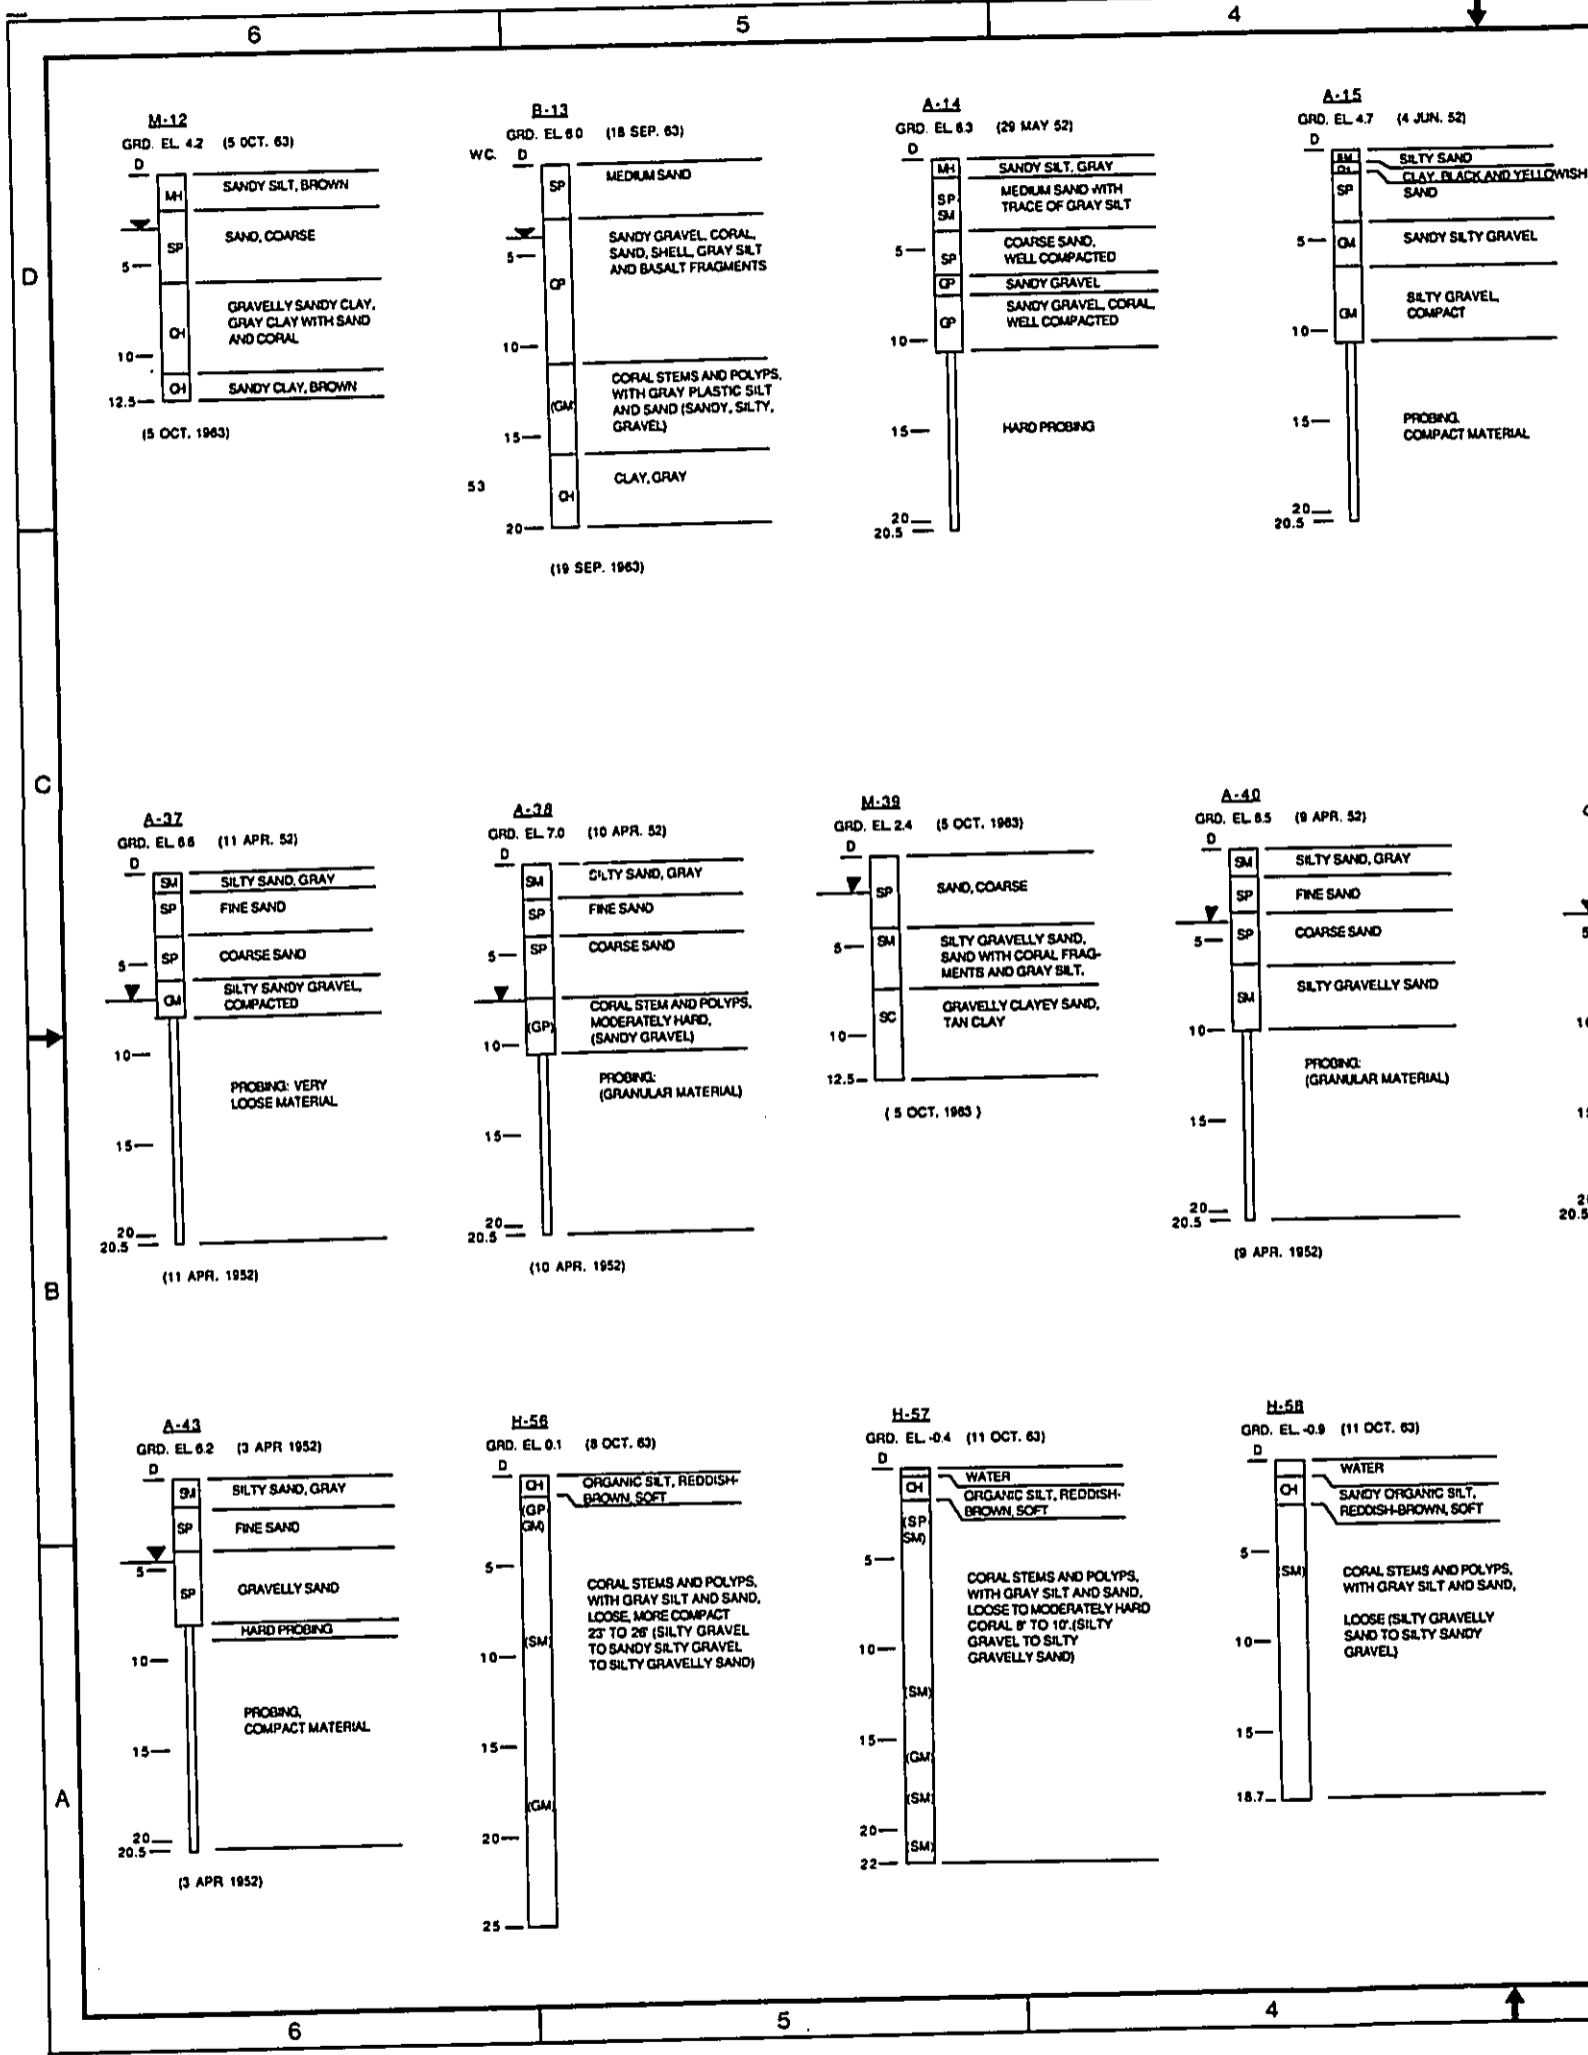 6
5
4
D
C
B
A
M-12
GRD. EL. 4.2 (5 OCT. 63)
D
MH
SANDY SILT, BROWN
SP
SAND, COARSE
5
CH
GRAVELLY SANDY CLAY,
GRAY CLAY WITH SAND
AND CORAL
10
CH
SANDY CLAY, BROWN
12.5
(5 OCT. 1963)
B-13
GRD. EL 6.0 (18 SEP. 63)
WC. D
SP
MEDIUM SAND
5
GP
SANDY GRAVEL, CORAL,
SAND, SHELL, GRAY SILT
AND BASALT FRAGMENTS
10
(GM)
CORAL STEMS AND POLYPS,
WITH GRAY PLASTIC SILT
AND SAND (SANDY, SILTY,
GRAVEL)
15
53
CH
CLAY, GRAY
20
(19 SEP. 1963)
A-14
GRD. EL 6.3 (29 MAY 52)
D
MH
SANDY SILT, GRAY
SP
SM
MEDIUM SAND WITH
TRACE OF GRAY SILT
5
SP
COARSE SAND,
WELL COMPACTED
GP
SANDY GRAVEL
GP
SANDY GRAVEL, CORAL,
WELL COMPACTED
10
15
HARD PROBING
20
20.5
A-15
GRD. EL 4.7 (4 JUN. 52)
D
SM
SILTY SAND
CH
CLAY, BLACK AND YELLOWISH
SP
SAND
5
GM
SANDY SILTY GRAVEL
GM
SILTY GRAVEL,
COMPACT
10
15
PROBING,
COMPACT MATERIAL
20
20.5
A-37
GRD. EL 6.6 (11 APR. 52)
D
SM
SILTY SAND, GRAY
SP
FINE SAND
5
SP
COARSE SAND
GM
SILTY SANDY GRAVEL,
COMPACTED
10
PROBING: VERY
LOOSE MATERIAL
15
20
20.5
(11 APR. 1952)
A-38
GRD. EL 7.0 (10 APR. 52)
D
SM
SILTY SAND, GRAY
SP
FINE SAND
SP
COARSE SAND
5
(GP)
CORAL STEM AND POLYPS,
MODERATELY HARD,
(SANDY GRAVEL)
10
PROBING:
(GRANULAR MATERIAL)
15
20
20.5
(10 APR. 1952)
M-39
GRD. EL 2.4 (5 OCT. 1963)
D
SP
SAND, COARSE
5
SM
SILTY GRAVELLY SAND,
SAND WITH CORAL FRAG-
MENTS AND GRAY SILT.
SC
GRAVELLY CLAYEY SAND,
TAN CLAY
10
12.5
( 5 OCT, 1963 )
A-40
GRD. EL 6.5 (9 APR. 52)
D
SM
SILTY SAND, GRAY
SP
FINE SAND
5
SP
COARSE SAND
SM
SILTY GRAVELLY SAND
10
PROBING:
(GRANULAR MATERIAL)
15
20
20.5
(9 APR. 1952)
5
20.5
A-43
GRD. EL 6.2 (3 APR 1952)
D
SM
SILTY SAND, GRAY
SP
FINE SAND
5
SP
GRAVELLY SAND
HARD PROBING
10
PROBING,
COMPACT MATERIAL
15
20
20.5
(3 APR 1952)
H-56
GRD. EL 0.1 (8 OCT. 63)
D
CH
ORGANIC SILT, REDDISH-
BROWN, SOFT
(GP
GM)
5
CORAL STEMS AND POLYPS,
WITH GRAY SILT AND SAND,
LOOSE, MORE COMPACT
23' TO 26' (SILTY GRAVEL
TO SANDY SILTY GRAVEL
TO SILTY GRAVELLY SAND)
(SM)
10
15
(GM)
20
25
H-57
GRD. EL -0.4 (11 OCT. 63)
D
WATER
CH
ORGANIC SILT, REDDISH-
BROWN, SOFT
(SP
SM)
5
CORAL STEMS AND POLYPS,
WITH GRAY SILT AND SAND,
LOOSE TO MODERATELY HARD
CORAL 8' TO 10'.(SILTY
GRAVEL TO SILTY
GRAVELLY SAND)
10
(SM)
15
(GM)
(SM)
20
(SM)
22
H-58
GRD. EL -0.9 (11 OCT. 63)
D
WATER
CH
SANDY ORGANIC SILT,
REDDISH-BROWN, SOFT
5
(SM)
CORAL STEMS AND POLYPS,
WITH GRAY SILT AND SAND,
LOOSE (SILTY GRAVELLY
SAND TO SILTY SANDY
GRAVEL)
10
15
18.7
6
5
4